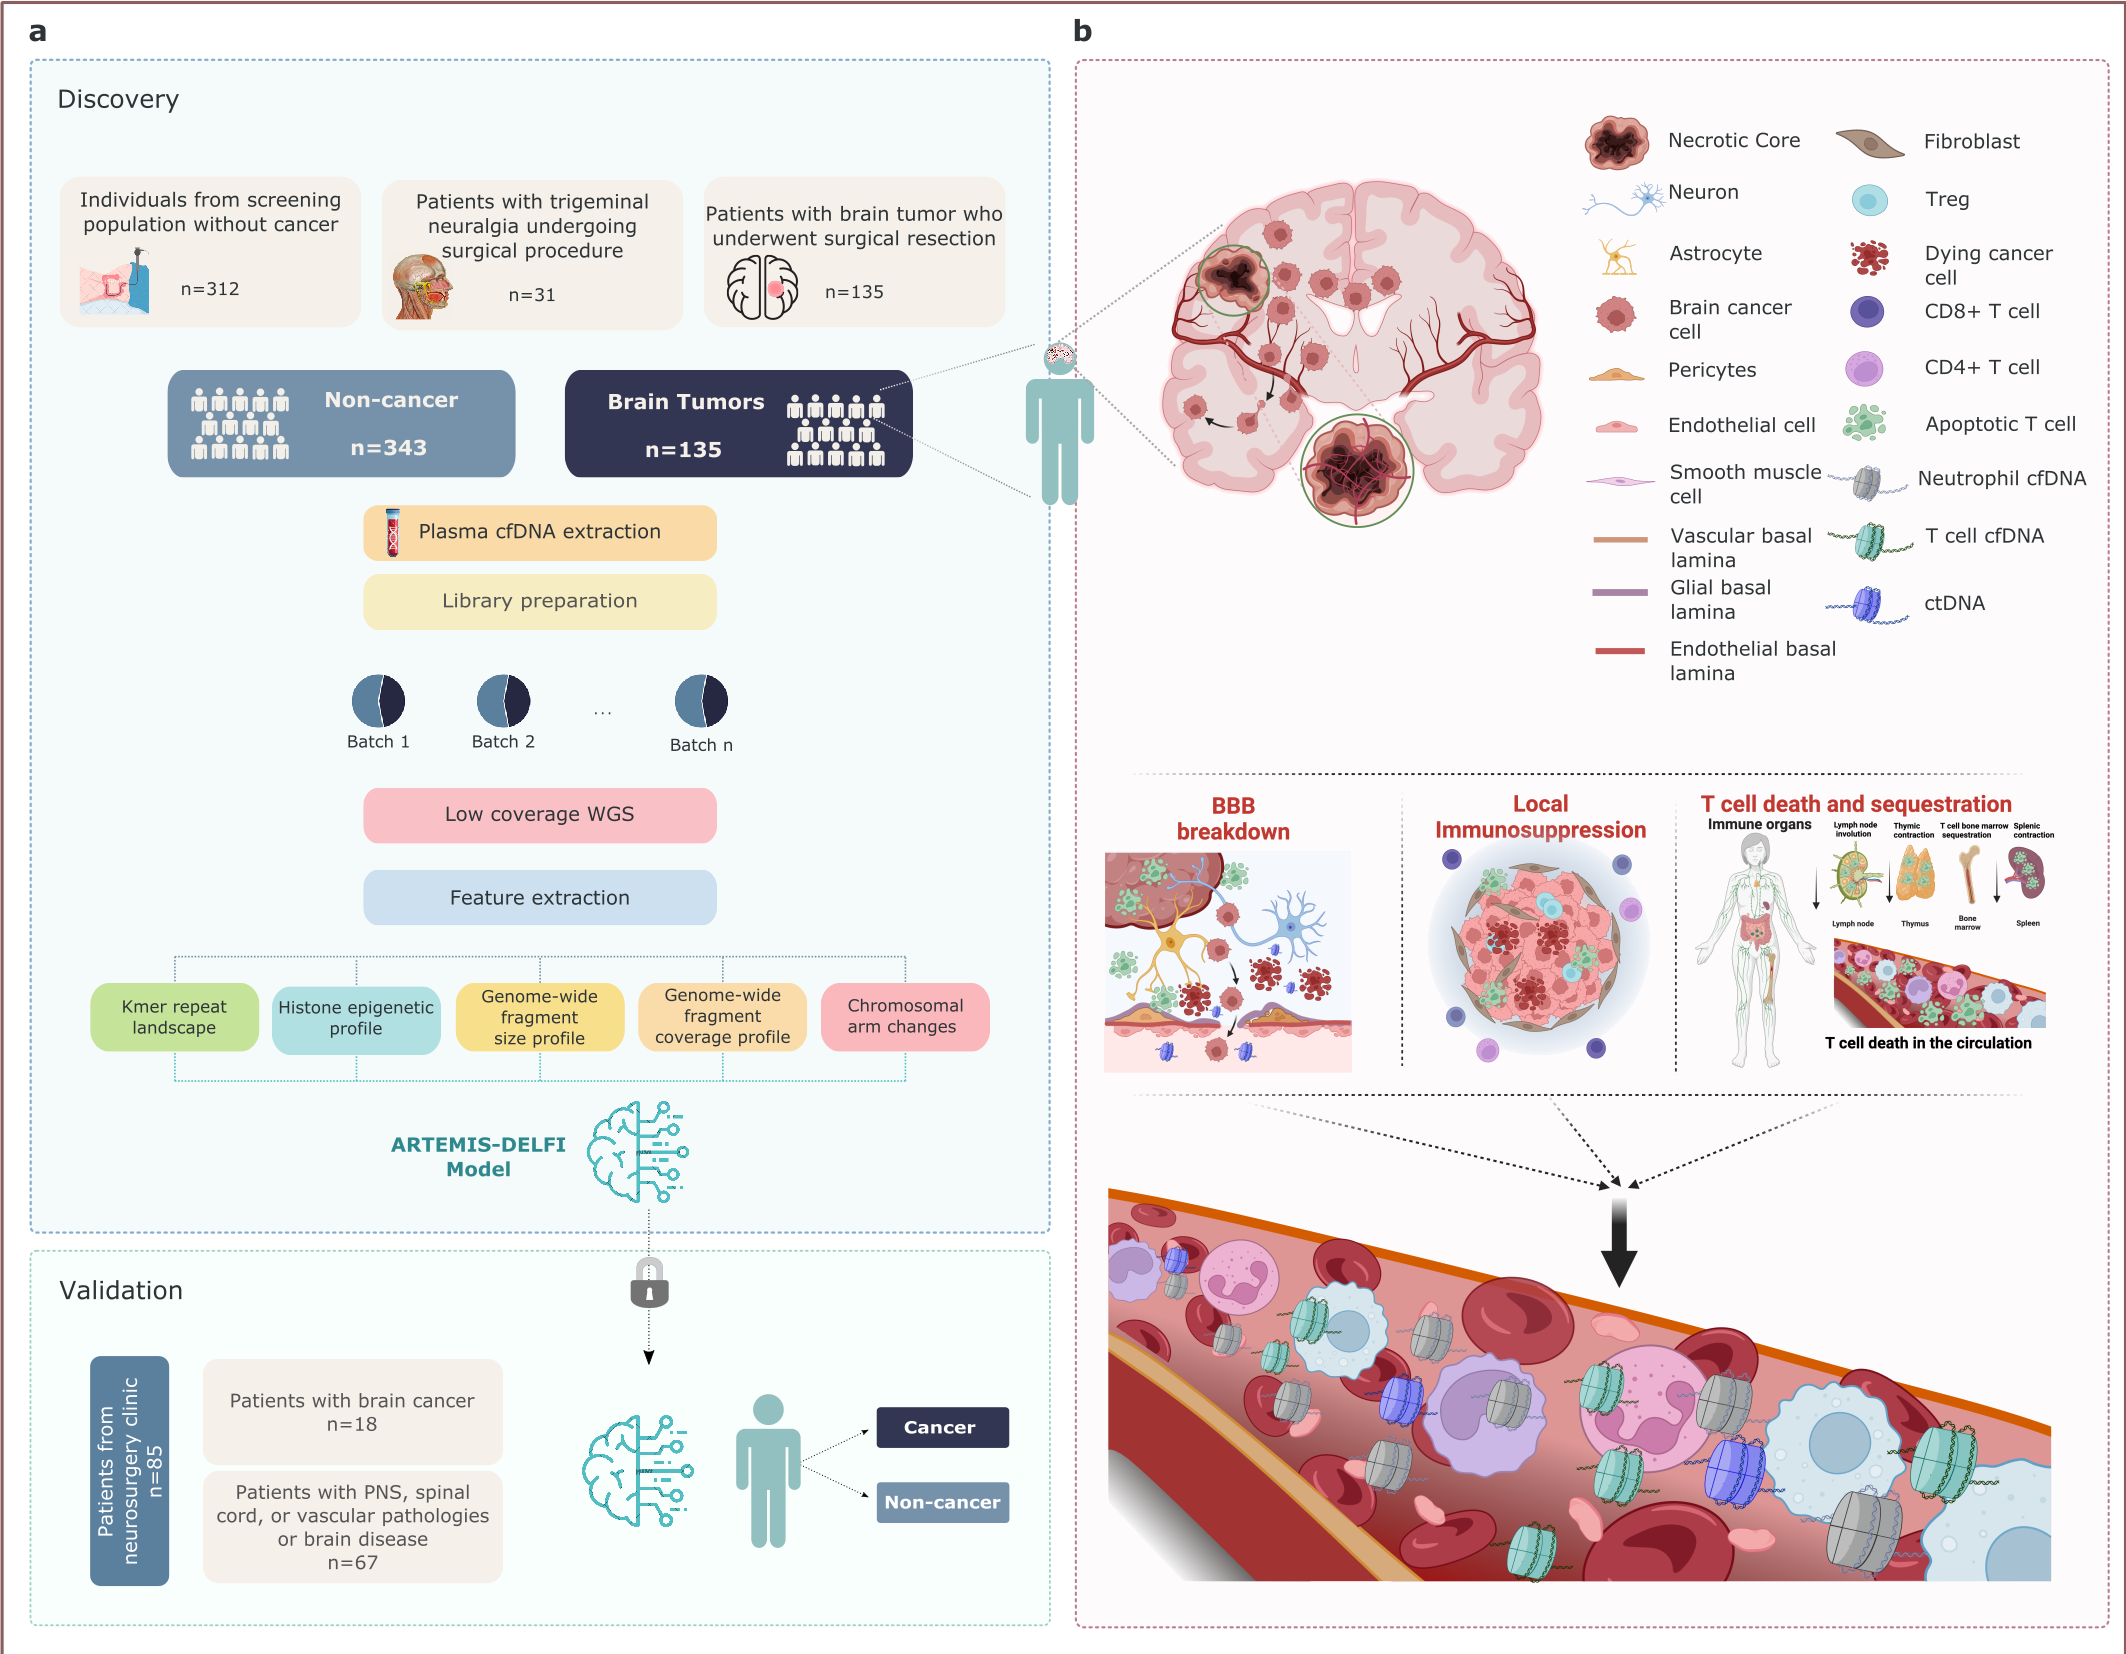 a
Discovery
Individuals from screening
population without cancer
n=312
Patients with trigeminal
neuralgia undergoing
surgical procedure
n=31
Patients with brain tumor who
underwent surgical resection
n=135
Non-cancer
n=343
Brain Tumors
n=135
Plasma cfDNA extraction
Library preparation
Batch 1
Batch 2
...
Batch n
Low coverage WGS
Feature extraction
Kmer repeat
landscape
Histone epigenetic
profile
Genome-wide
fragment
size profile
Genome-wide
fragment
coverage profile
Chromosomal
arm changes
ARTEMIS-DELFI
Model
Validation
Patients from
neurosurgery clinic
n=85
Patients with brain cancer
n=18
Patients with PNS, spinal
cord, or vascular pathologies
or brain disease
n=67
Cancer
Non-cancer
b
Necrotic Core
Neuron
Astrocyte
Brain cancer
cell
Pericytes
Endothelial cell
Smooth muscle
cell
Vascular basal
lamina
Glial basal
lamina
Endothelial basal
lamina
Fibroblast
Treg
Dying cancer
cell
CD8+ T cell
CD4+ T cell
Apoptotic T cell
Neutrophil cfDNA
T cell cfDNA
ctDNA
BBB
breakdown
Local
Immunosuppression
T cell death and sequestration
Immune organs
Lymph node
involution
Thymic
contraction
T cell bone marrow
sequestration
Splenic
contraction
Lymph node
Thymus
Bone
marrow
Spleen
T cell death in the circulation